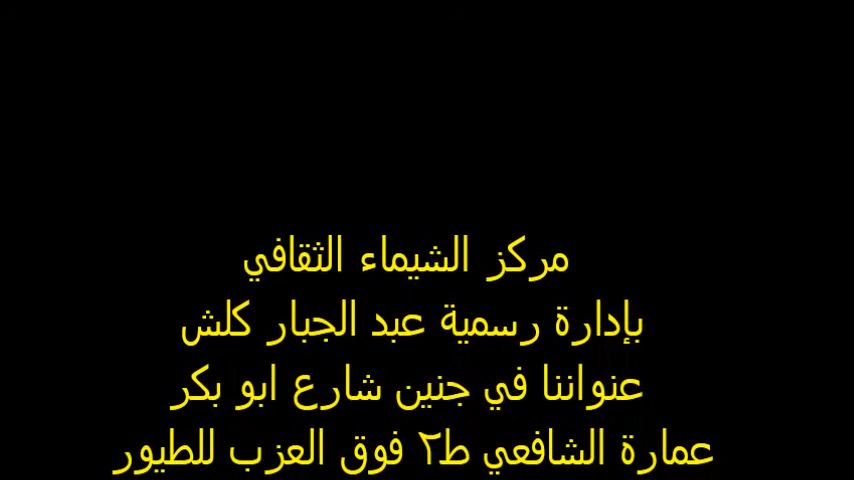 مركز الشيماء الثقافي
بإدارة رسمية عبد الجبار كلش
عنواننا في جنين شارع ابو بكر
عمارة الشافعي ط٢ فوق العزب للطيور